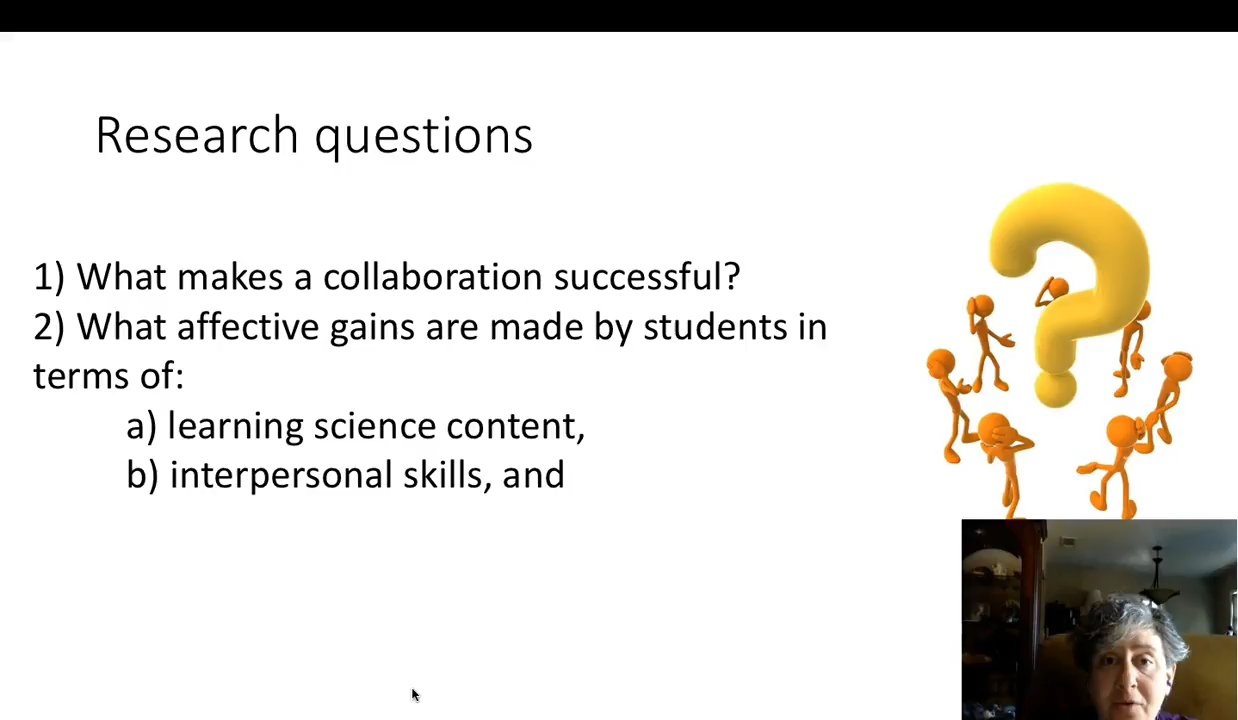 Research questions
1) What makes a collaboration successful?
2) What affective gains are made by students in
terms of:
a) learning science content,
b) interpersonal skills, and